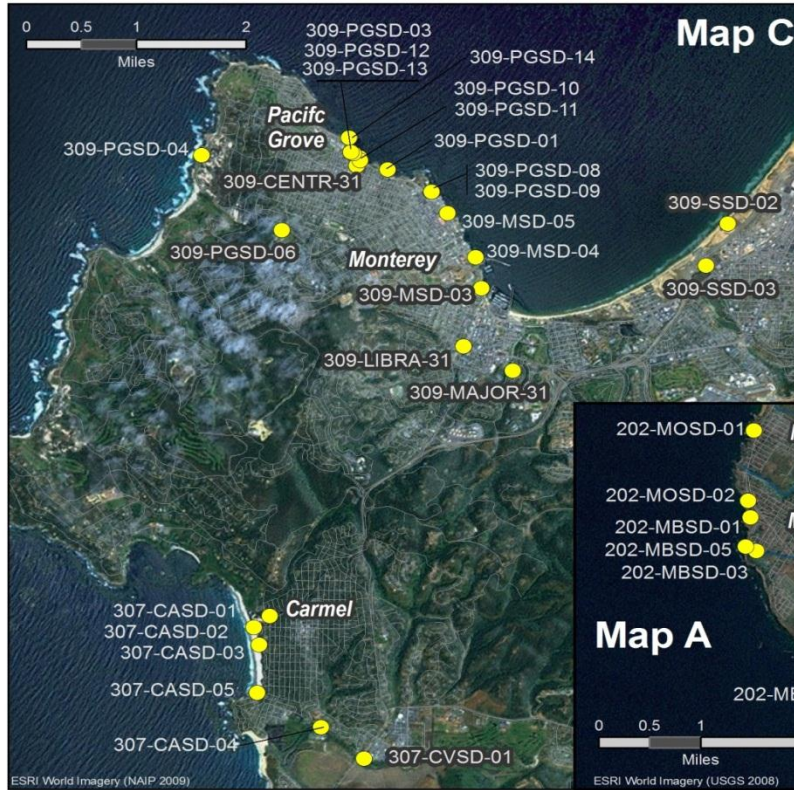 0 0.5 1 2
Miles
Map C
309-PGSD-03
309-PGSD-12
309-PGSD-13
309-PGSD-14
309-PGSD-10
309-PGSD-11
Pacifc
Grove
309-PGSD-01
309-PGSD-04
309-CENTR-31
309-PGSD-08
309-PGSD-09
309-SSD-02
309-MSD-05
309-PGSD-06
309-MSD-04
Monterey
309-SSD-03
309-MSD-03
309-LIBRA-31
309-MAJOR-31
307-CASD-01
Carmel
307-CASD-02
307-CASD-03
307-CASD-05
307-CASD-04
307-CVSD-01
ESRI World Imagery (NAIP 2009)
202-MOSD-01
202-MOSD-02
202-MBSD-01
202-MBSD-05
202-MBSD-03
Map A
202-MB
0 0.5 1
Miles
ESRI World Imagery (USGS 2008)